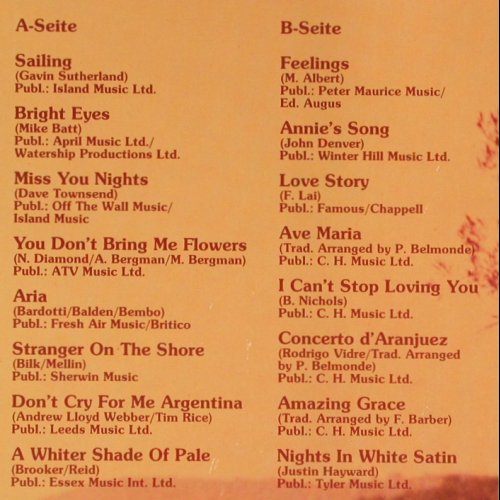 A-Seite
Sailing
(Gavin Sutherland)
Publ.: Island Music Ltd.
Bright Eyes
(Mike Batt)
Publ.: April Music Ltd./
Watership Productions Ltd.
Miss You Nights
(Dave Townsend)
Publ.: Off The Wall Music/
Island Music
You Don't Bring Me Flowers
(N. Diamond/A. Bergman/M. Bergman)
Publ.: ATV Music Ltd.
Aria
(Bardotti/Balden/Bembo)
Publ.: Fresh Air Music/Britico
Stranger On The Shore
(Bilk/Mellin)
Publ.: Sherwin Music
Don't Cry For Me Argentina
(Andrew Lloyd Webber/Tim Rice)
Publ.: Leeds Music Ltd.
A Whiter Shade Of Pale
(Brooker/Reid)
Publ.: Essex Music Int. Ltd.
B-Seite
Feelings
(M. Albert)
Publ.: Peter Maurice Music/
Ed. Augus
Annie's Song
(John Denver)
Publ.: Winter Hill Music Ltd.
Love Story
(F. Lai)
Publ.: Famous/Chappell
Ave Maria
(Trad. Arranged by P. Belmonde)
Publ.: C. H. Music Ltd.
I Can't Stop Loving You
(B. Nichols)
Publ.: C. H. Music Ltd.
Concerto d'Aranjuez
(Rodrigo Vidre/Trad. Arranged
by P. Belmonde)
Publ.: C. H. Music Ltd.
Amazing Grace
(Trad. Arranged by F. Barber)
Publ.: C. H. Music Ltd.
Nights In White Satin
(Justin Hayward)
Publ.: Tyler Music Ltd.